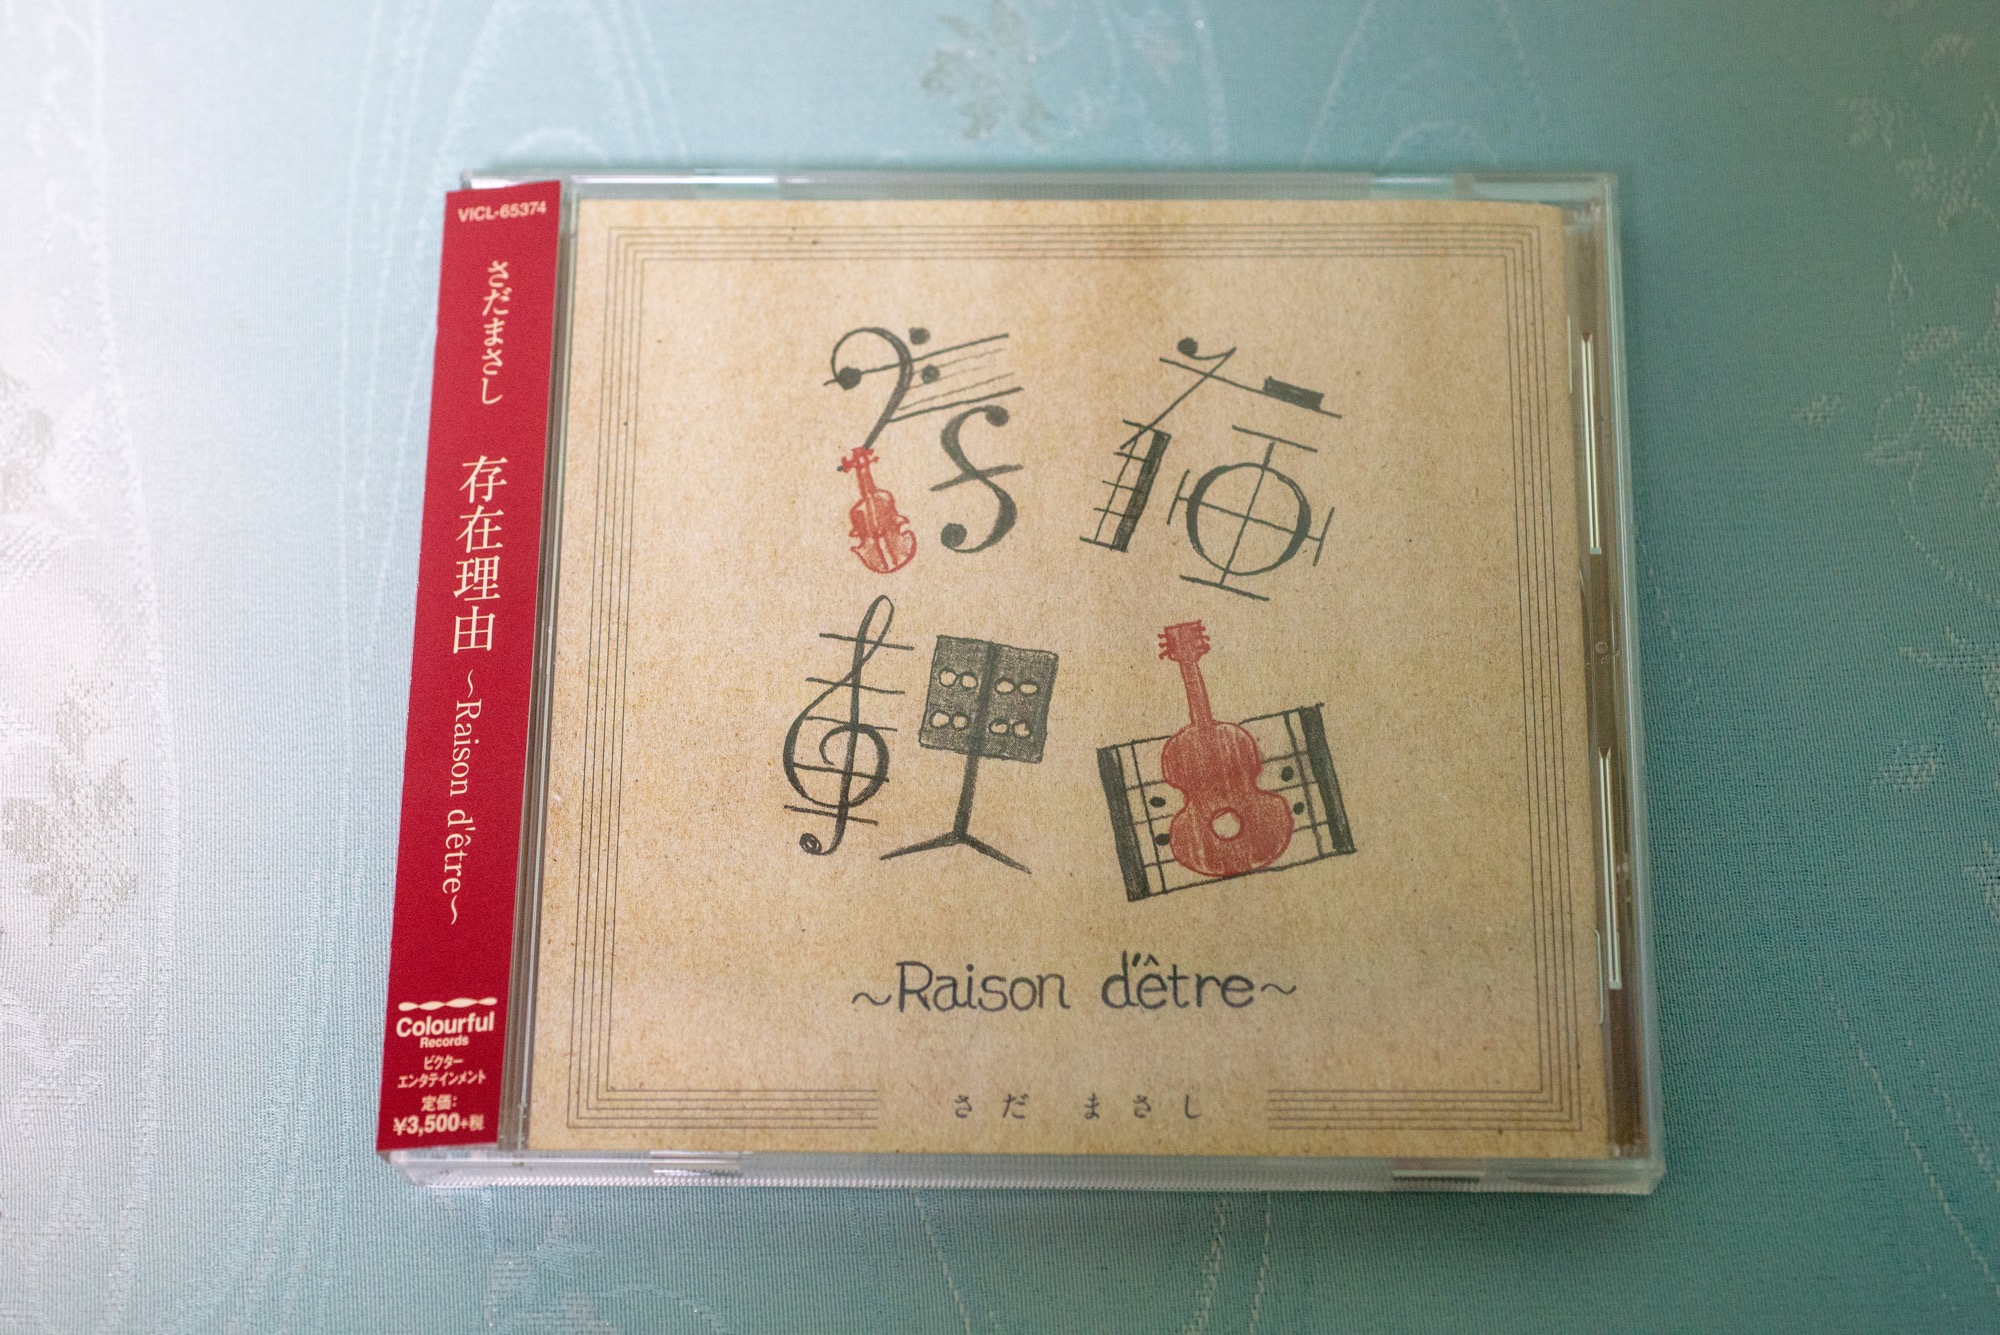 VICL-65374
さだまさし 存在理由 ～Raison d'être～
Colourful
Records
ビクター
エンタテインメント
定価:
¥3,500+税
存在
理由
～Raison d'être～
さだまさし